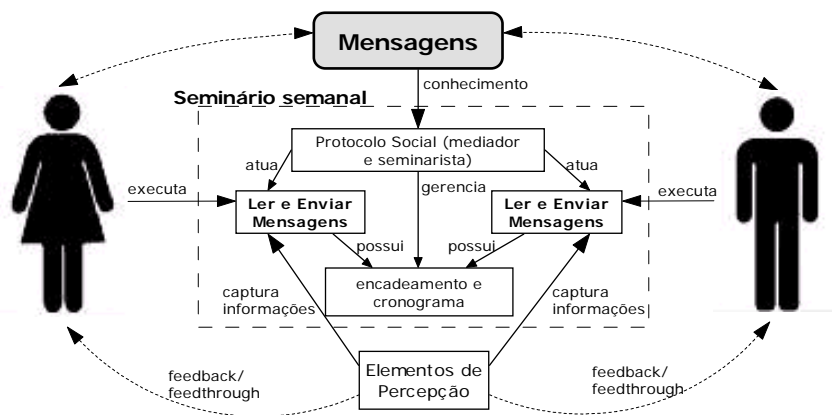 Mensagens
conhecimento
Seminário semanal
Protocolo Social (mediador
e seminarista)
atua
atua
executa
gerencia
executa
Ler e Enviar
Mensagens
Ler e Enviar
Mensagens
possui
possui
encadeamento e
cronograma
captura
informações
captura
informações
Elementos de
Percepção
feedback/
feedthrough
feedback/
feedthrough